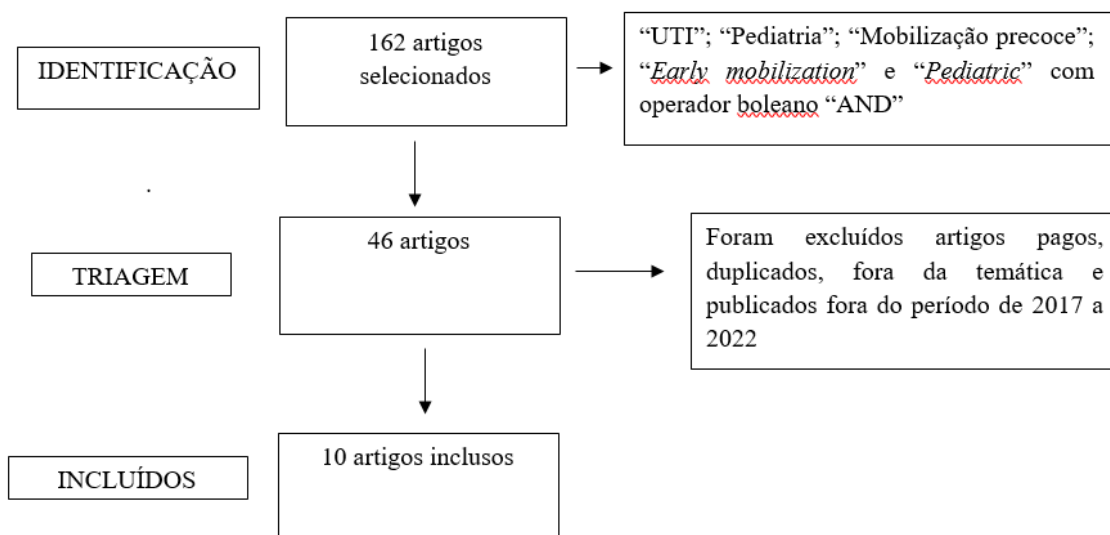 IDENTIFICAÇÃO
162 artigos
selecionados
“UTI”; “Pediatria”; “Mobilização precoce”;
“Early mobilization” e “Pediatric” com
operador boleano “AND”
.
TRIAGEM
46 artigos
Foram excluídos artigos pagos,
duplicados, fora da temática e
publicados fora do período de 2017 a
2022
INCLUÍDOS
10 artigos inclusos